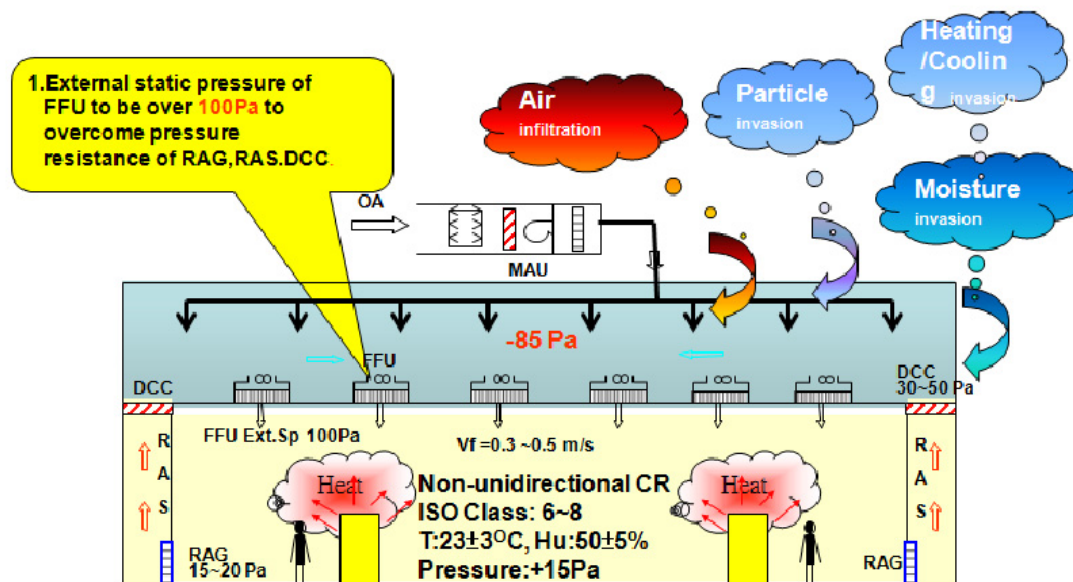 1.External static pressure of
FFU to be over 100Pa to
overcome pressure
resistance of RAG,RAS.DCC.
Air
infiltration
Particle
invasion
Heating
/Coolin
g invasion
Moisture
invasion
OA
MAU
-85 Pa
FFU
DCC
DCC
30~50 Pa
FFU Ext.Sp 100Pa
Vf =0.3 ~0.5 m/s
R
A
S
R
A
S
Heat
Heat
Non-unidirectional CR
ISO Class: 6~8
T:23±3OC, Hu:50±5%
Pressure:+15Pa
RAG
15~20 Pa
RAG